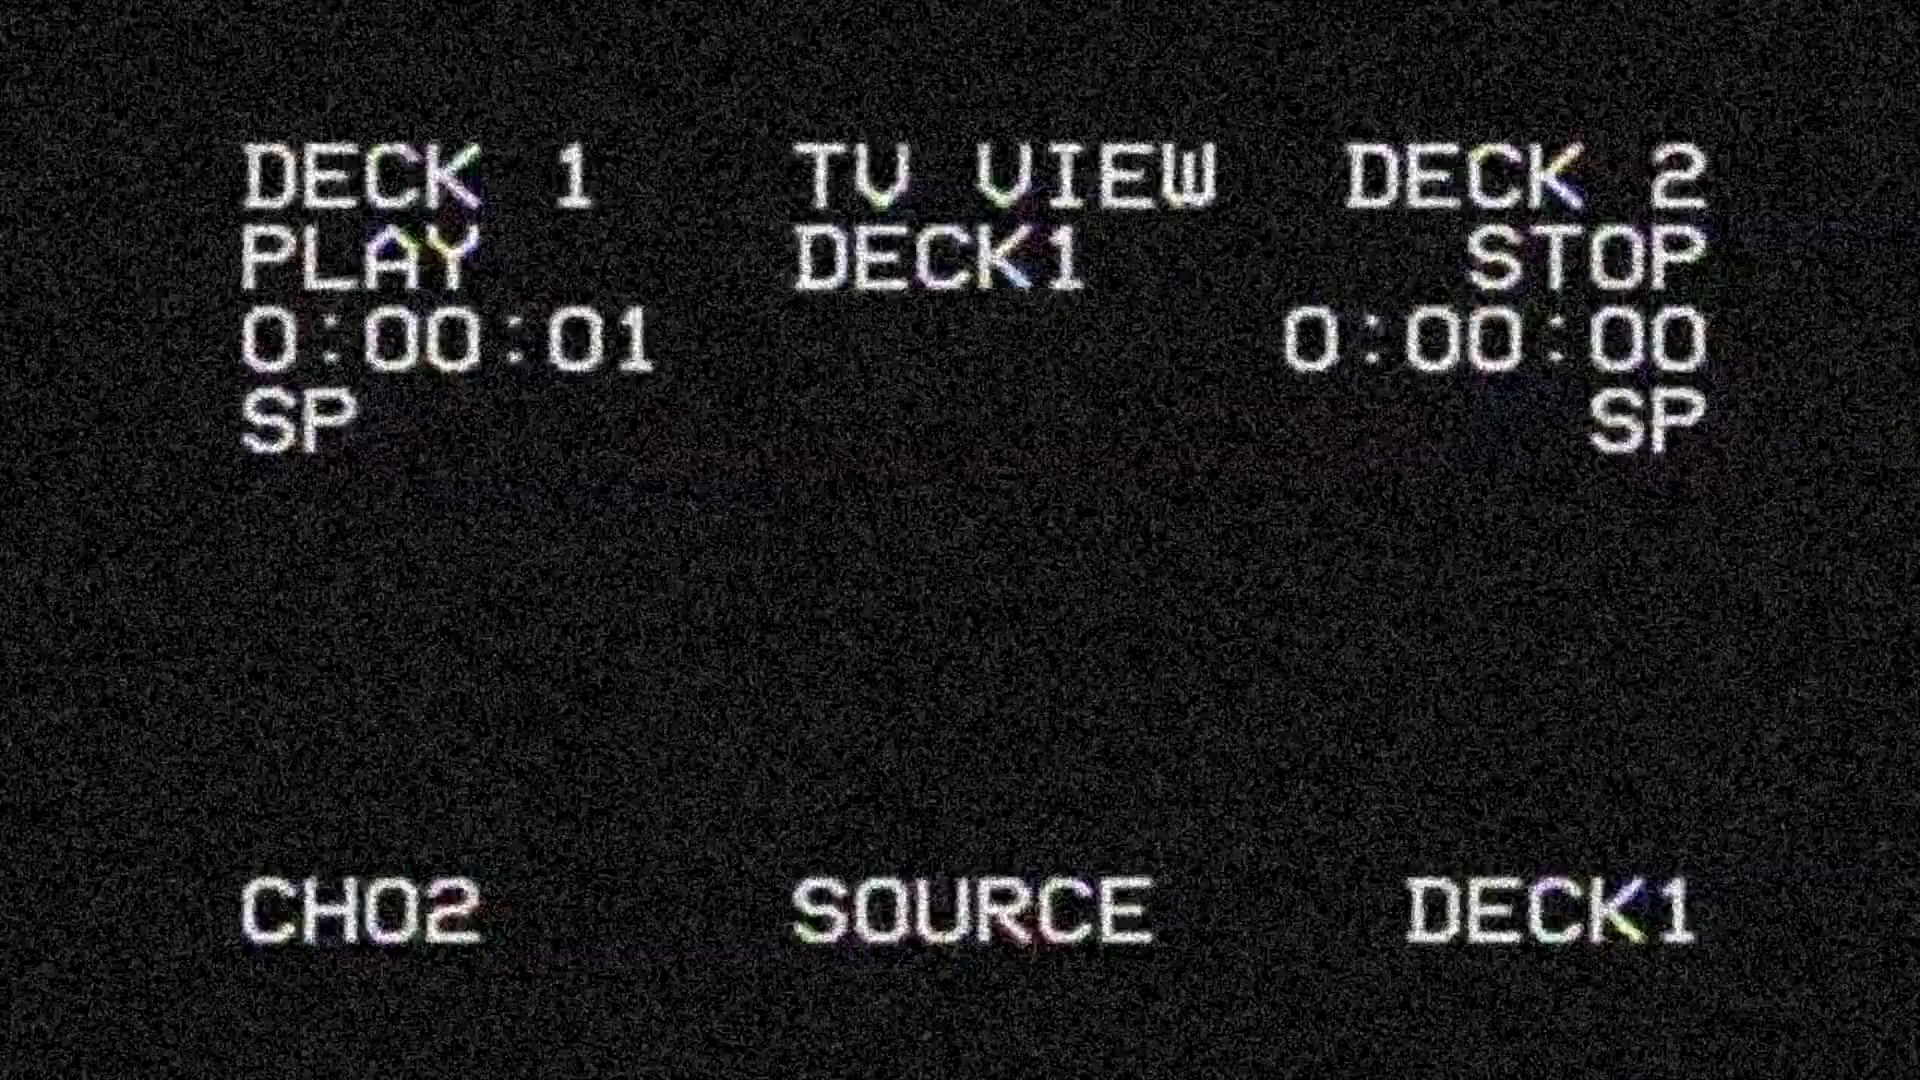 DECK 1 TV VIEW DECK 2
PLAY DECK1 STOP
0:00:01 0:00:00
SP SP
CH02 SOURCE DECK1